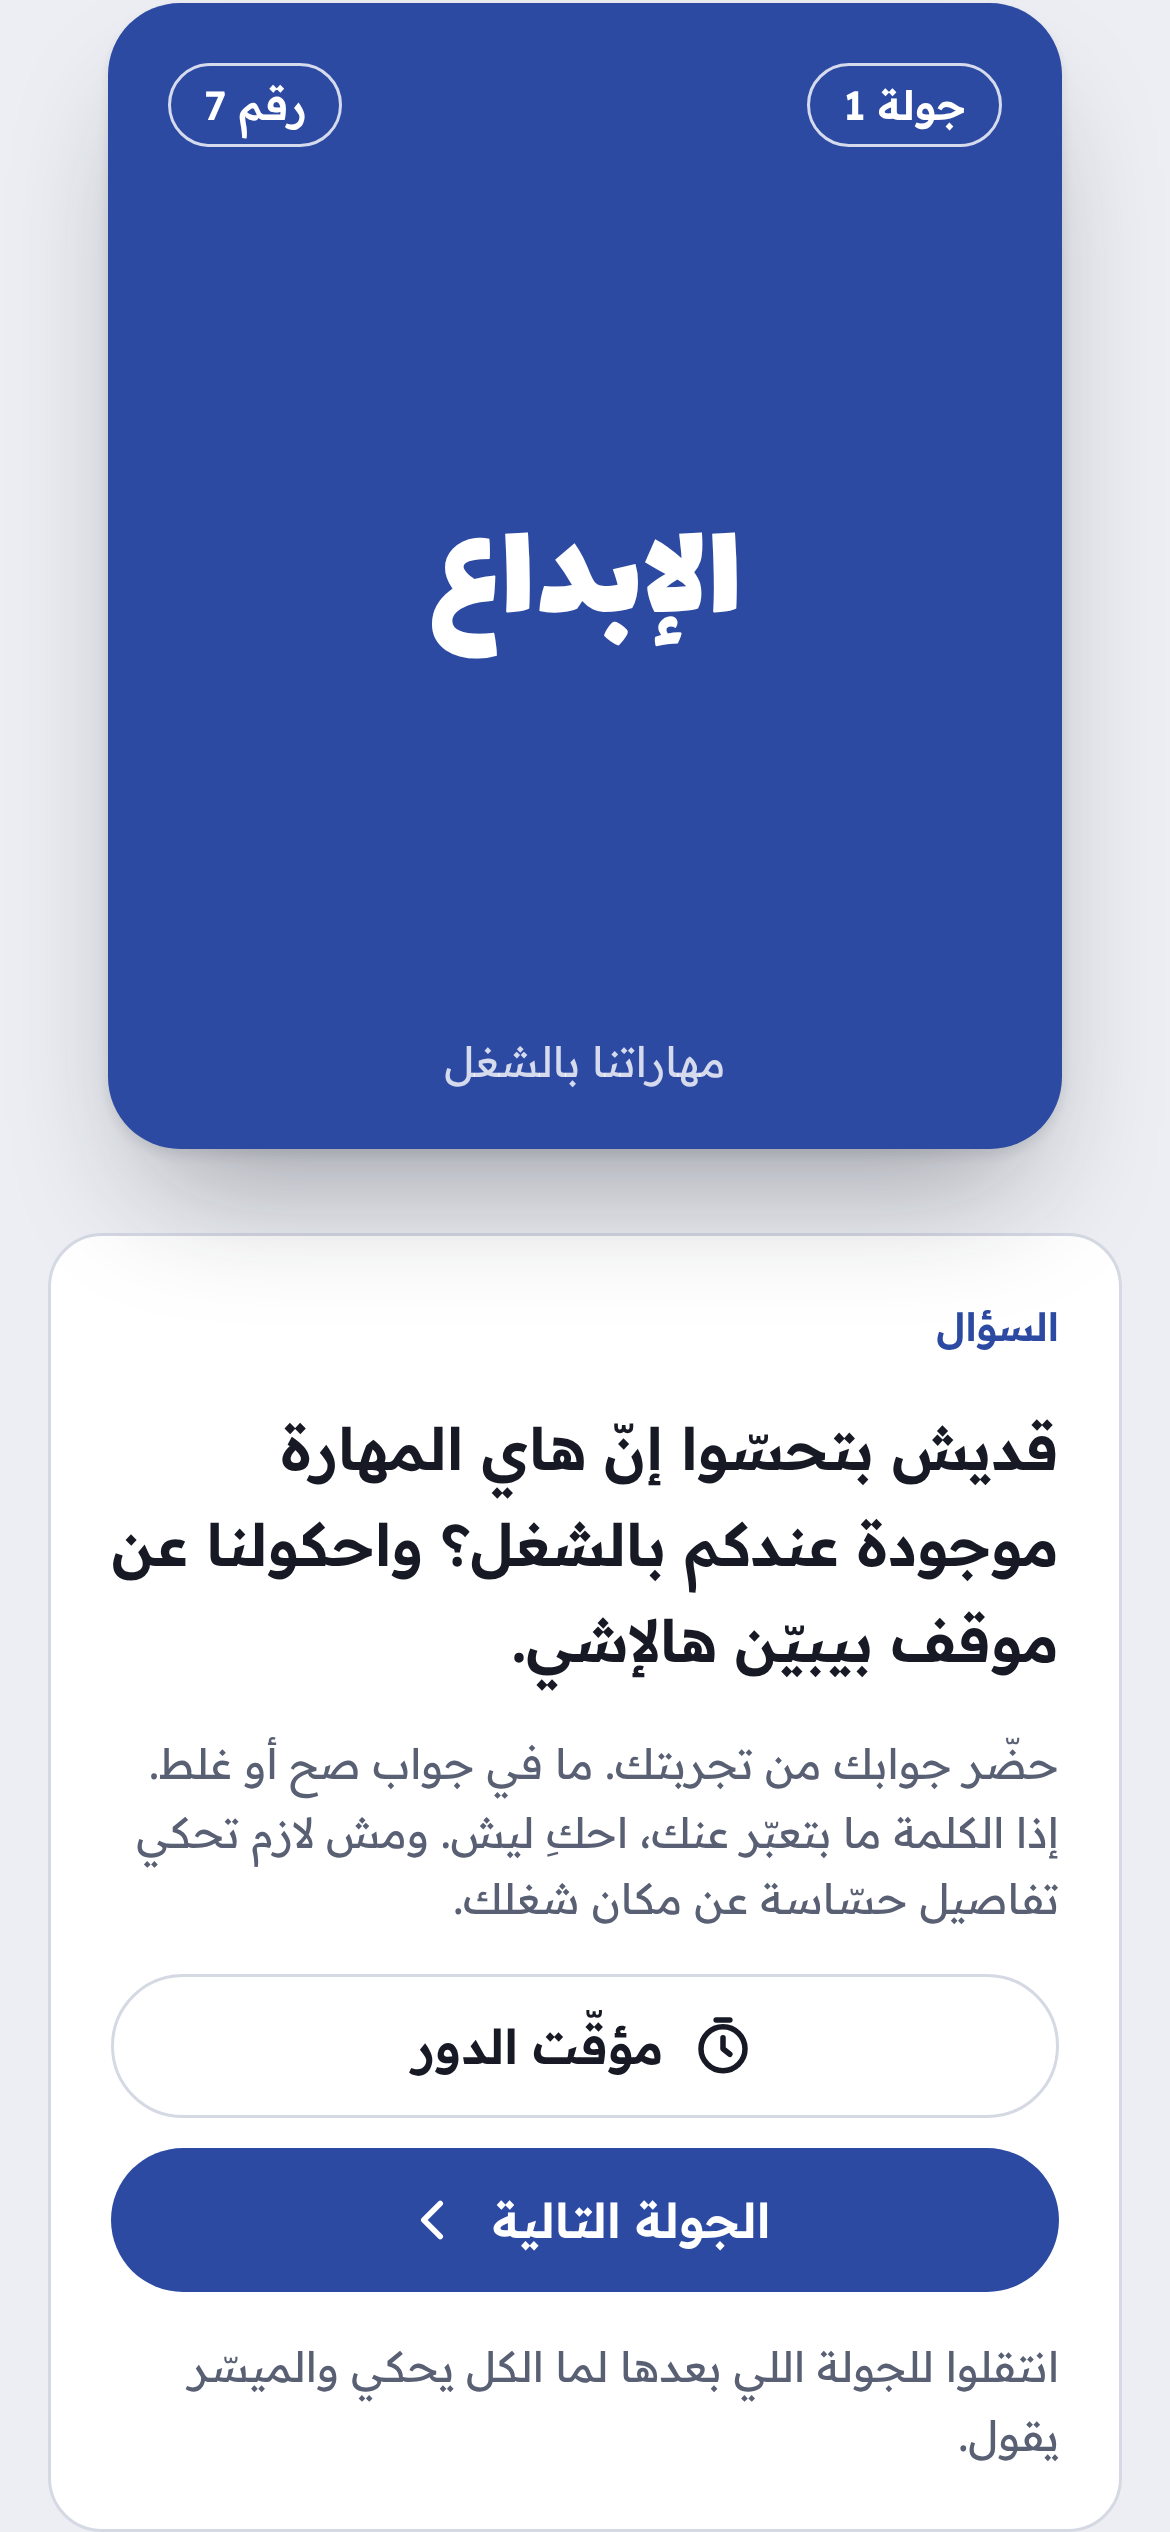 جولة 1
رقم 7
الإبداع
مهاراتنا بالشغل
السؤال
قديش بتحسّوا إنّ هاي المهارة
موجودة عندكم بالشغل؟ واحكولنا عن
موقف بيبيّن هالإشي.
حضّر جوابك من تجربتك. ما في جواب صح أو غلط.
إذا الكلمة ما بتعبّر عنك، احكِ ليش. ومش لازم تحكي
تفاصيل حسّاسة عن مكان شغلك.
مؤقّت الدور
الجولة التالية
انتقلوا للجولة اللي بعدها لما الكل يحكي والميسّر
يقول.